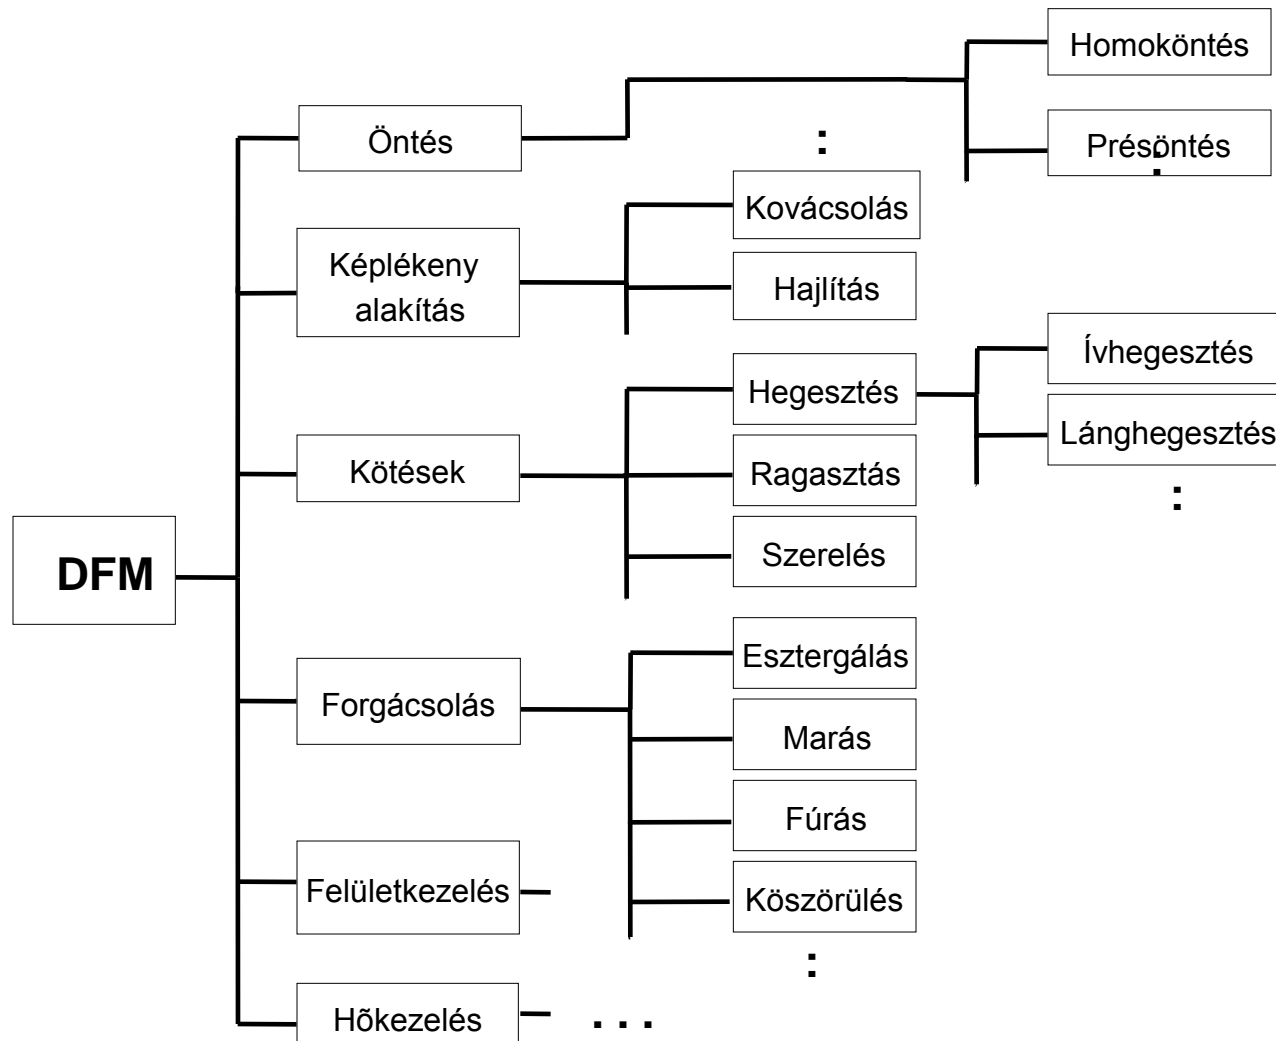 DFM
Öntés
Homoköntés
Présöntés
:
:
Képlékeny
alakítás
Kovácsolás
Hajlítás
Kötések
Hegesztés
Ívhegesztés
Lánghegesztés
:
Ragasztás
Szerelés
Forgácsolás
Esztergálás
Marás
Fúrás
Köszörülés
:
Felületkezelés
Hõkezelés
. . .